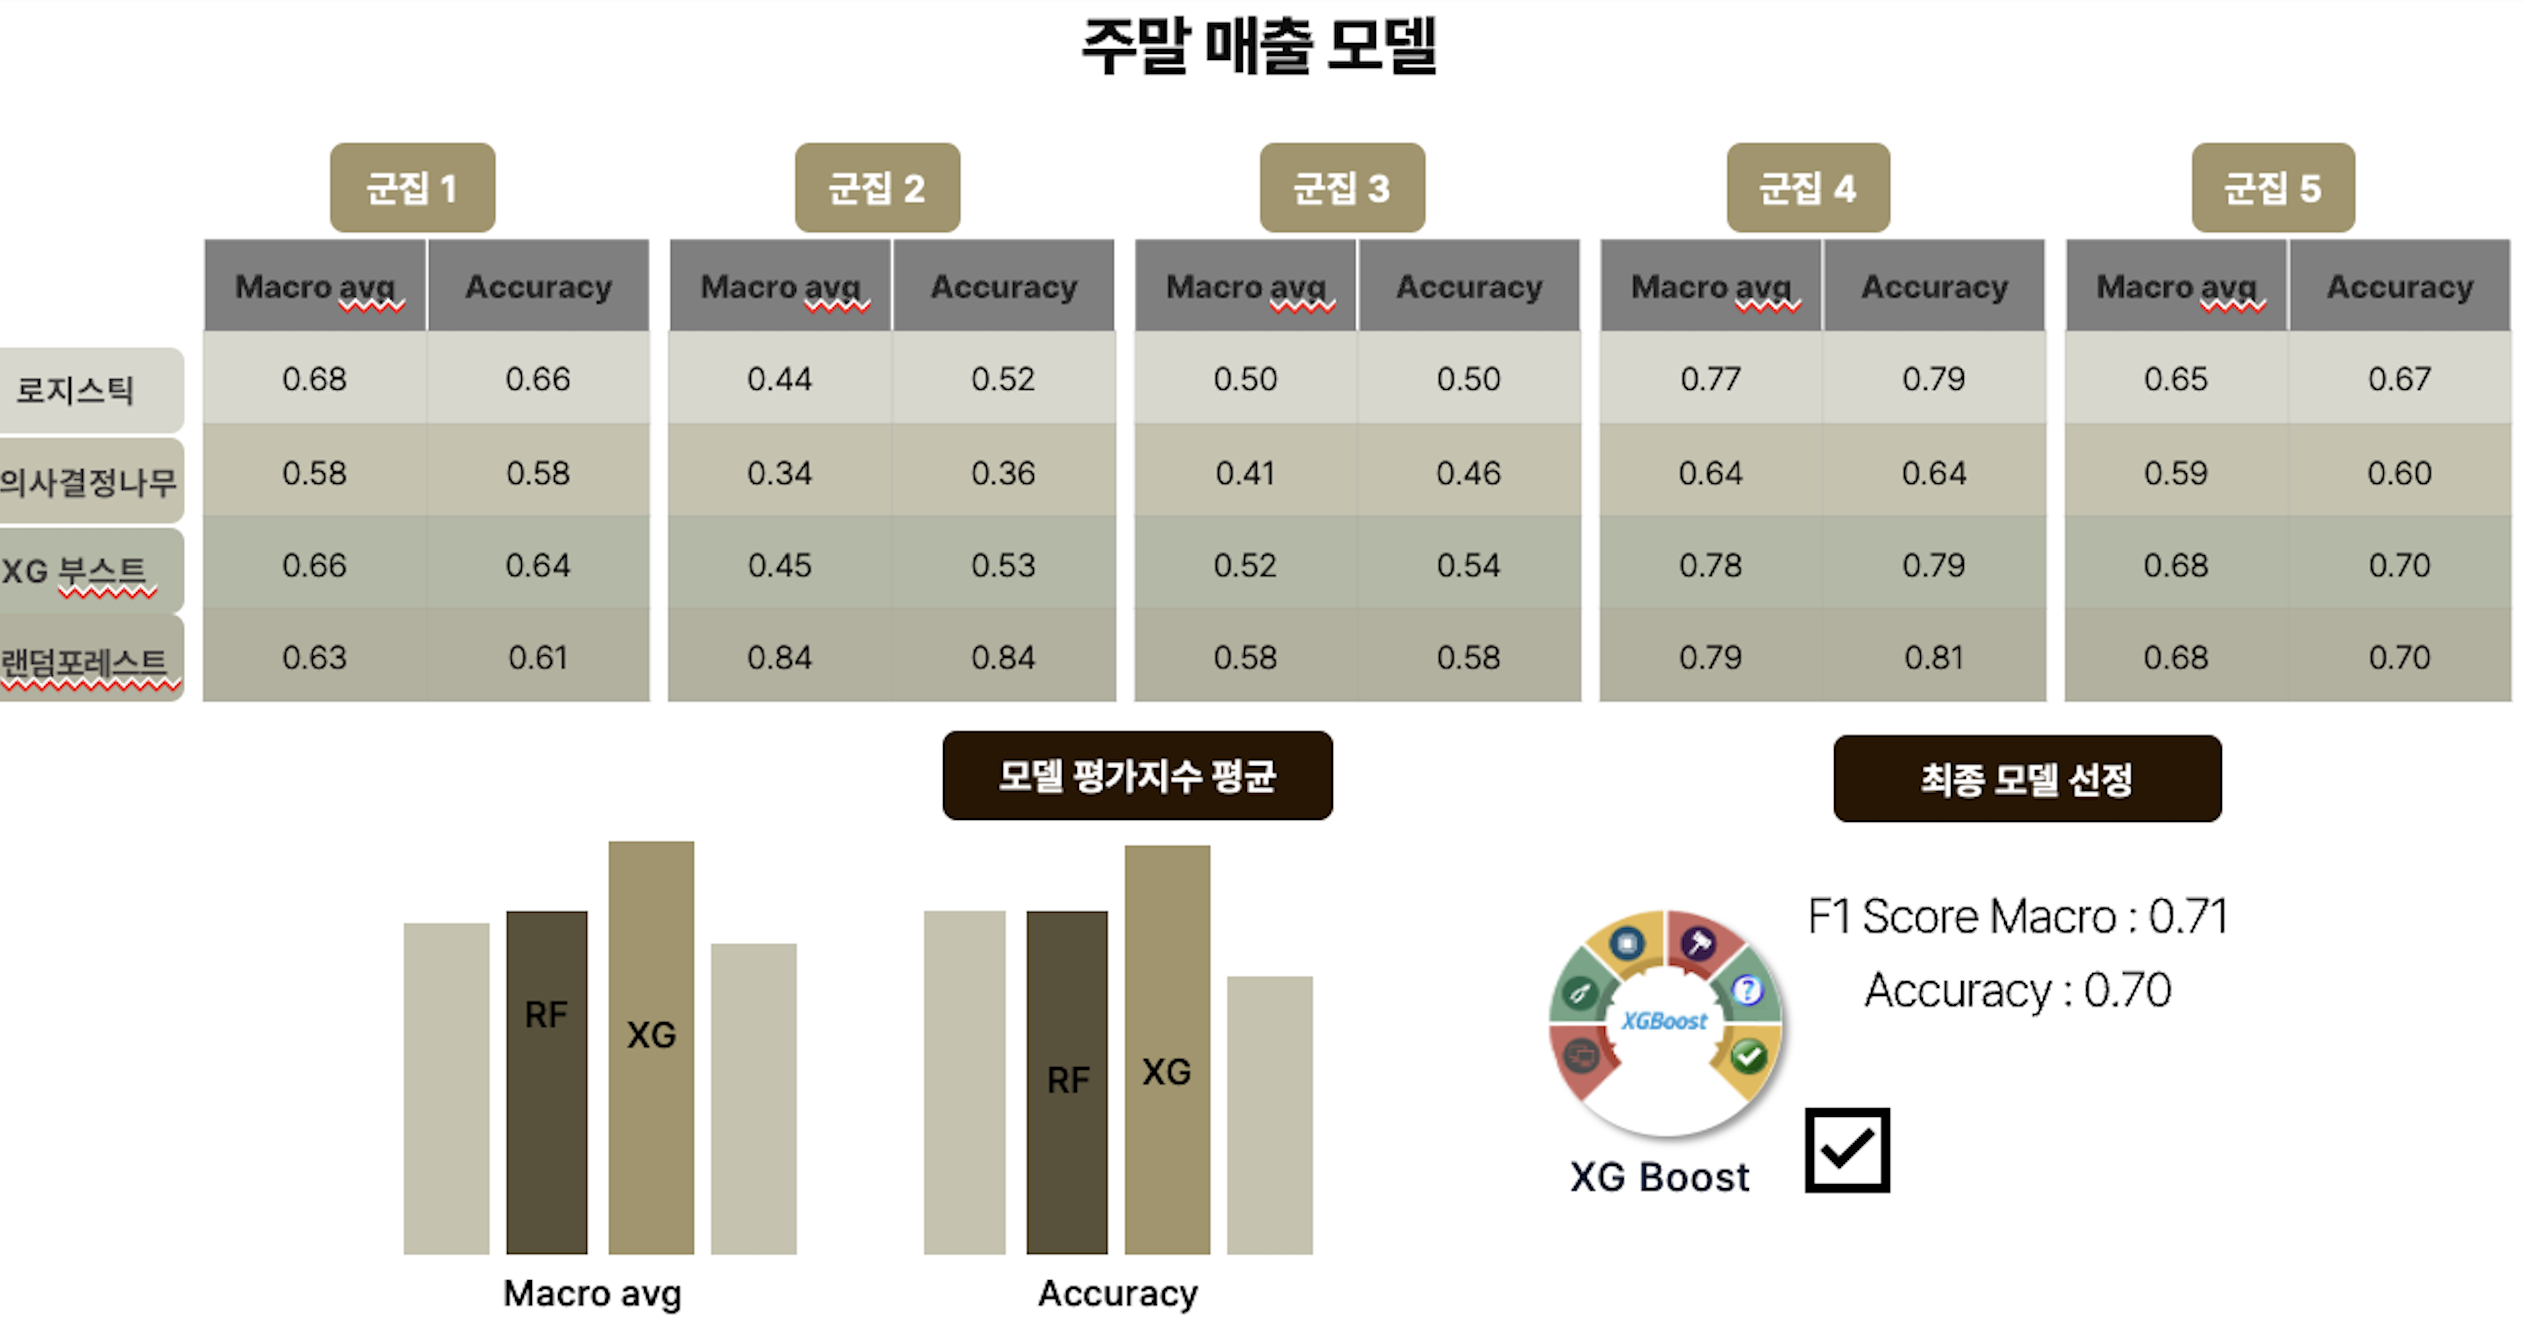 주말 매출 모델
군집 1
군집 2
군집 3
군집 4
군집 5
Macro avg Accuracy Macro avg Accuracy Macro avg Accuracy Macro avg Accuracy Macro avg Accuracy
로지스틱 0.68 0.66 0.44 0.52 0.50 0.50 0.77 0.79 0.65 0.67
의사결정나무 0.58 0.58 0.34 0.36 0.41 0.46 0.64 0.64 0.59 0.60
XG 부스트 0.66 0.64 0.45 0.53 0.52 0.54 0.78 0.79 0.68 0.70
랜덤포레스트 0.63 0.61 0.84 0.84 0.58 0.58 0.79 0.81 0.68 0.70
모델 평가지수 평균
RF
XG
Macro avg
RF
XG
Accuracy
최종 모델 선정
F1 Score Macro : 0.71
Accuracy : 0.70
XGBoost
XG Boost